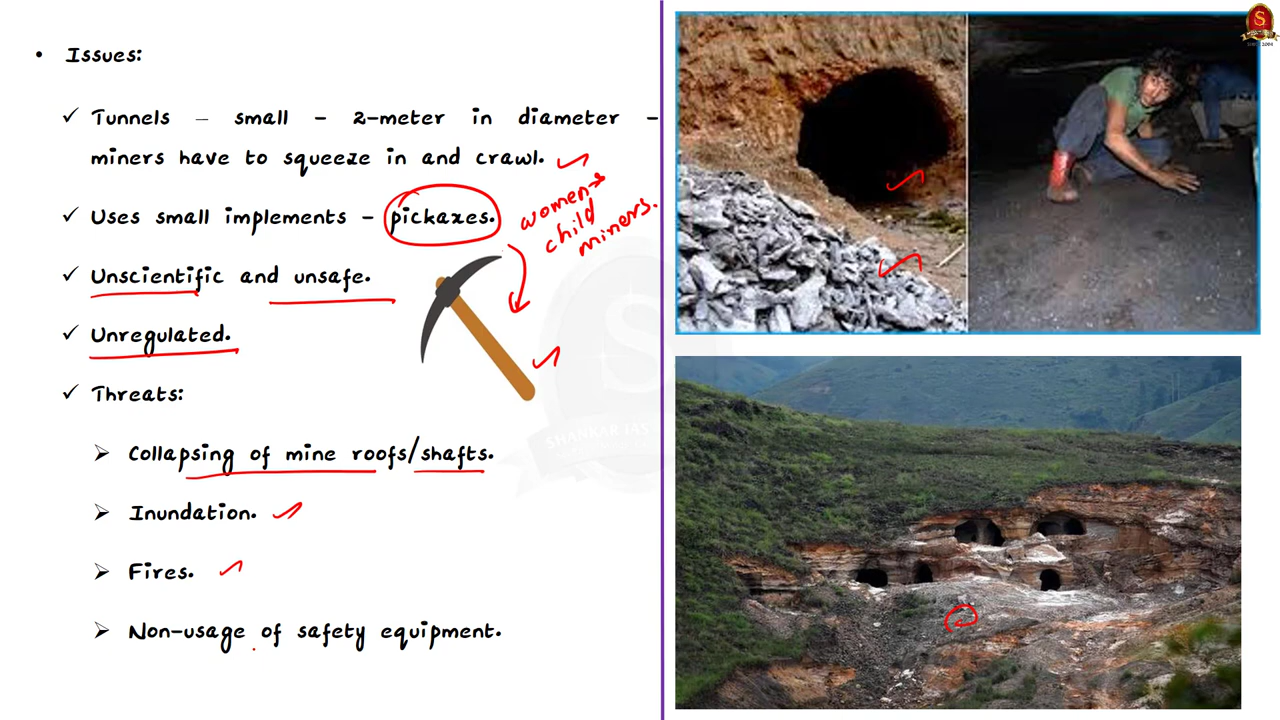 • Issues:
✓ Tunnels – small – 2-meter in diameter –
miners have to squeeze in and crawl.
✓ Uses small implements – pickaxes.
women
child
miners.
✓ Unscientific and unsafe.
✓ Unregulated.
✓ Threats:
➢ Collapsing of mine roofs/shafts.
➢ Inundation.
➢ Fires.
➢ Non-usage of safety equipment.
S
SHANKAR IAS
S